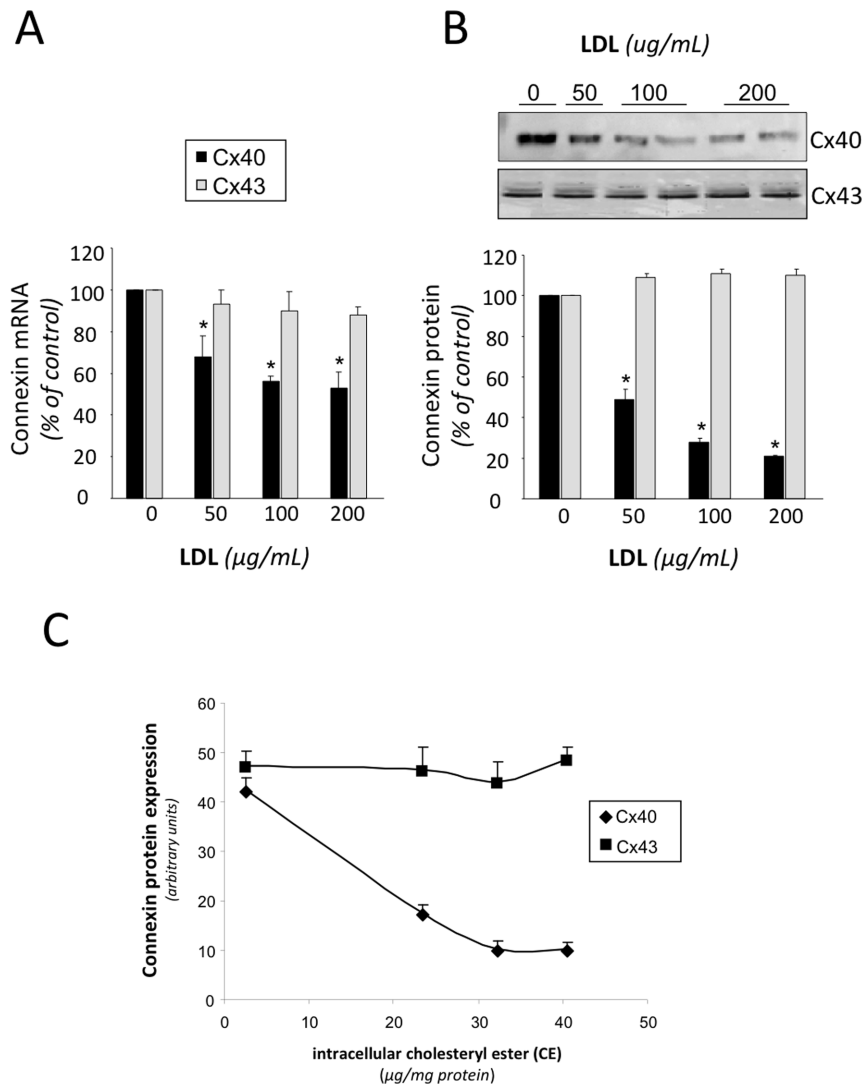 A
Cx40
Cx43
Connexin mRNA
(% of control)
120
100
80
60
40
20
0
0 50 100 200
LDL (µg/mL)
B
LDL (ug/mL)
0 50 100 200
Cx40
Cx43
Connexin protein
(% of control)
120
100
80
60
40
20
0
* * *
* * *
0 50 100 200
LDL (µg/mL)
C
Connexin protein expression
(arbitrary units)
60
50
40
30
20
10
0
0 10 20 30 40 50
Cx40
Cx43
intracellular cholesteryl ester (CE)
(µg/mg protein)